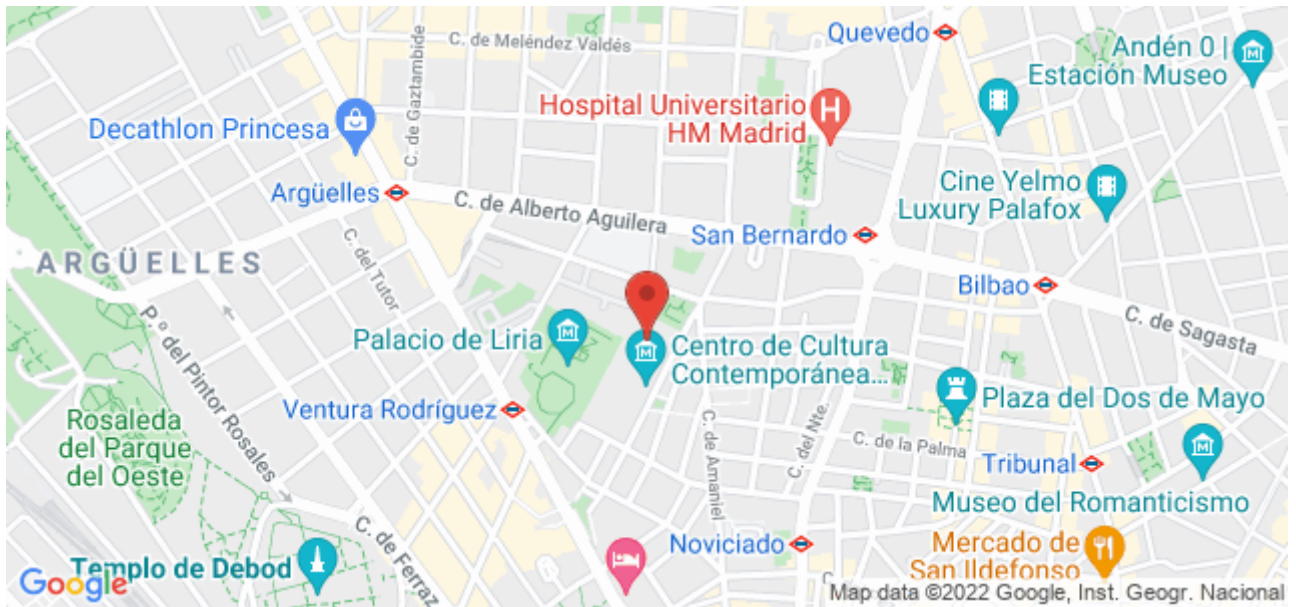 C. de Meléndez Valdés
Quevedo
Andén 0 |
Estación Museo
C. de Gaztambide
Hospital Universitario
HM Madrid
Decathlon Princesa
Argüelles
C. de Alberto Aguilera
Cine Yelmo
Luxury Palafox
San Bernardo
ARGÜELLES
C. del Tutor
Bilbao
C. de Sagasta
P.º del Pintor Rosales
Palacio de Liria
Centro de Cultura
Contemporánea...
Ventura Rodríguez
Plaza del Dos de Mayo
Rosaleda
del Parque
del Oeste
C. de Amaniel
C. del Nte.
C. de la Palma
Tribunal
Museo del Romanticismo
C. de Ferraz
Noviciado
Mercado de
San Ildefonso
Templo de Debod
Google
Map data ©2022 Google, Inst. Geogr. Nacional